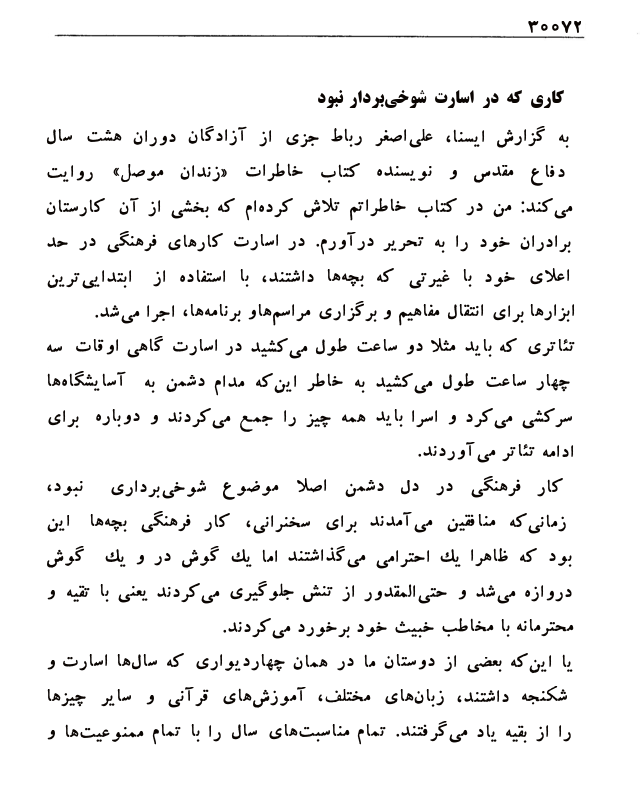 ۳۰۰۷۲
کاری که در اسارت شوخی‌بردار نبود
به گزارش ایسنا، علی‌اصغر رباط جزی از آزادگان دوران هشت سال
دفاع مقدس و نویسنده کتاب خاطرات «زندان موصل» روایت
می‌کند: من در کتاب خاطراتم تلاش کرده‌ام که بخشی از آن کارستان
برادران خود را به تحریر درآورم. در اسارت کارهای فرهنگی در حد
اعلای خود با غیرتی که بچه‌ها داشتند، با استفاده از ابتدایی‌ترین
ابزارها برای انتقال مفاهیم و برگزاری مراسم‌هاو برنامه‌ها، اجرا می‌شد.
تئاتری که باید مثلا دو ساعت طول می‌کشید در اسارت گاهی اوقات سه
چهار ساعت طول می‌کشید به خاطر این‌که مدام دشمن به آسایشگاه‌ها
سرکشی می‌کرد و اسرا باید همه چیز را جمع می‌کردند و دوباره برای
ادامه تئاتر می‌آوردند.
کار فرهنگی در دل دشمن اصلا موضوع شوخی‌برداری نبود،
زمانی‌که منافقین می‌آمدند برای سخنرانی، کار فرهنگی بچه‌ها این
بود که ظاهرا یك احترامی می‌گذاشتند اما یك گوش در و یك گوش
دروازه می‌شد و حتی‌المقدور از تنش جلوگیری می‌کردند یعنی با تقیه و
محترمانه با مخاطب خبیث خود برخورد می‌کردند.
یا این‌که بعضی از دوستان ما در همان چهاردیواری که سال‌ها اسارت و
شکنجه داشتند، زبان‌های مختلف، آموزش‌های قرآنی و سایر چیزها
را از بقیه یاد می‌گرفتند. تمام مناسبت‌های سال را با تمام ممنوعیت‌ها و